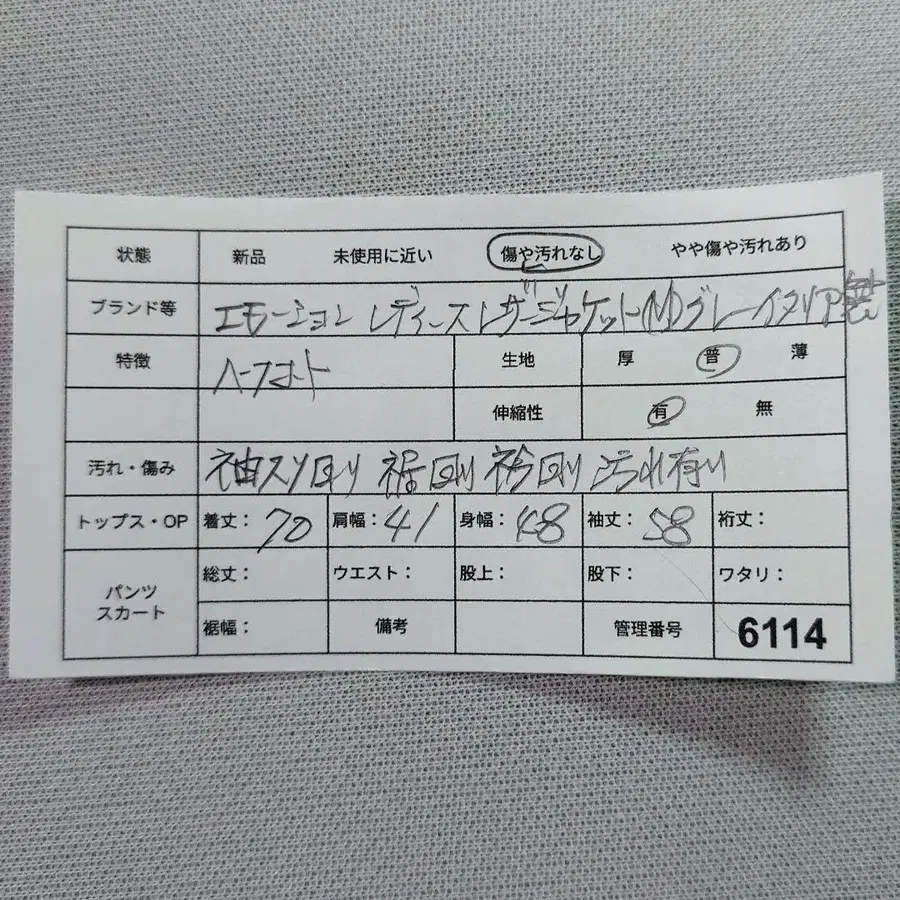 状態 新品 未使用に近い 傷や汚れなし やや傷や汚れあり
ブランド等 エモーション レディース レザージャケット(M)グレー イタリア製
特徴 ハーフコート 生地 厚 普 薄
伸縮性 有 無
汚れ・傷み 袖スリ 裾 衿 汚れ有り
トップス・OP 着丈: 70 肩幅: 41 身幅: 48 袖丈: 58 裄丈:
パンツ スカート 総丈: ウエスト: 股上: 股下: ワタリ:
裾幅: 備考 管理番号 6114